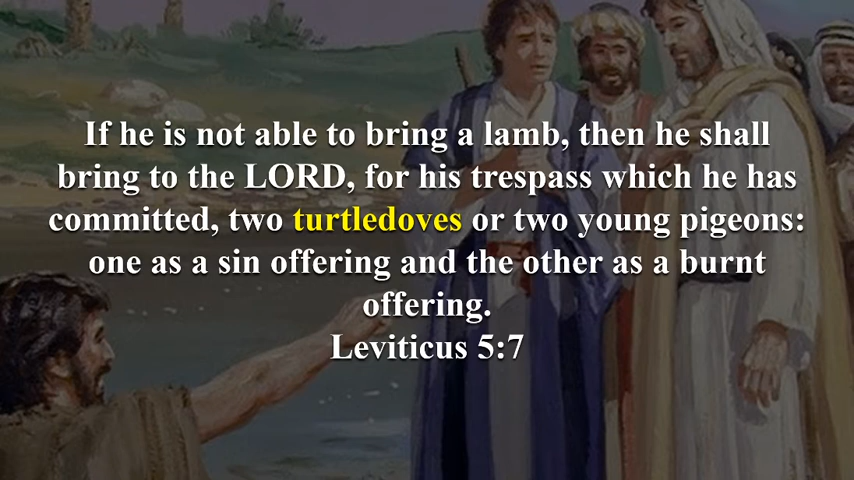 If he is not able to bring a lamb, then he shall
bring to the LORD, for his trespass which he has
committed, two turtledoves or two young pigeons:
one as a sin offering and the other as a burnt
offering.
Leviticus 5:7